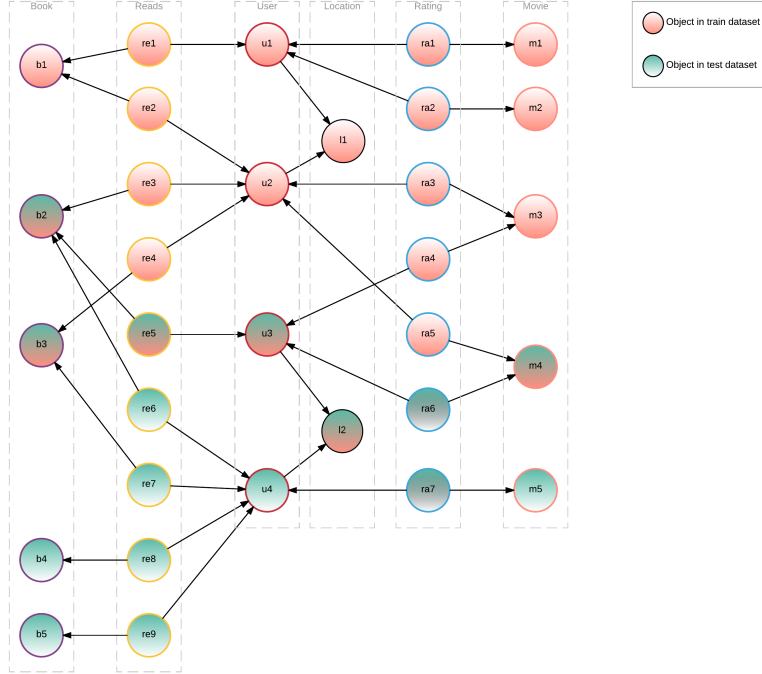 Book Reads User Location Rating Movie
Object in train dataset
Object in test dataset
re1 u1 ra1 m1
b1
re2 ra2 m2
l1
re3 u2 ra3
b2 m3
re4 ra4
re5 u3 ra5
b3
m4
re6 ra6
l2
re7 u4 ra7 m5
b4 re8
b5 re9